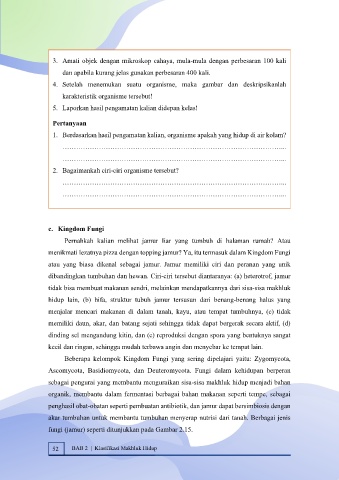 3. Amati objek dengan mikroskop cahaya, mula-mula dengan perbesaran 100 kali
dan apabila kurang jelas gunakan perbesaran 400 kali.
4. Setelah menemukan suatu organisme, maka gambar dan deskripsikanlah
karakteristik organisme tersebut!
5. Laporkan hasil pengamatan kalian didepan kelas!
Pertanyaan
1. Berdasarkan hasil pengamatan kalian, organisme apakah yang hidup di air kolam?
2. Bagaimanakah ciri-ciri organisme tersebut?
c. Kingdom Fungi
Pernahkah kalian melihat jamur liar yang tumbuh di halaman rumah? Atau
menikmati lezatnya pizza dengan topping jamur? Ya, itu termasuk dalam Kingdom Fungi
atau yang biasa dikenal sebagai jamur. Jamur memiliki ciri dan peranan yang unik
dibandingkan tumbuhan dan hewan. Ciri-ciri tersebut diantaranya: (a) heterotrof, jamur
tidak bisa membuat makanan sendri, melainkan mendapatkannya dari sisa-sisa makhluk
hidup lain, (b) hifa, struktur tubuh jamur tersusun dari benang-benang halus yang
menjalar mencari makanan di dalam tanah, kayu, atau tempat tumbuhnya, (c) tidak
memiliki daun, akar, dan batang sejati sehingga tidak dapat bergerak secara aktif, (d)
dinding sel mengandung kitin, dan (e) reproduksi dengan spora yang bentuknya sangat
kecil dan ringan, sehingga mudah terbawa angin dan menyebar ke tempat lain.
Beberapa kelompok Kingdom Fungi yang sering dipelajari yaitu: Zygomycota,
Ascomycota, Basidiomycota, dan Deuteromycota. Fungi dalam kehidupan berperan
sebagai pengurai yang membantu menguraikan sisa-sisa makhluk hidup menjadi bahan
organik, membantu dalam fermentasi berbagai bahan makanan seperti tempe, sebagai
penghasil obat-obatan seperti pembuatan antibiotik, dan jamur dapat bersimbiosis dengan
akar tumbuhan untuk membantu tumbuhan menyerap nutrisi dari tanah. Berbagai jenis
fungi (jamur) seperti ditunjukkan pada Gambar 2.15.
52 BAB 2 | Klasifikasi Makhluk Hidup